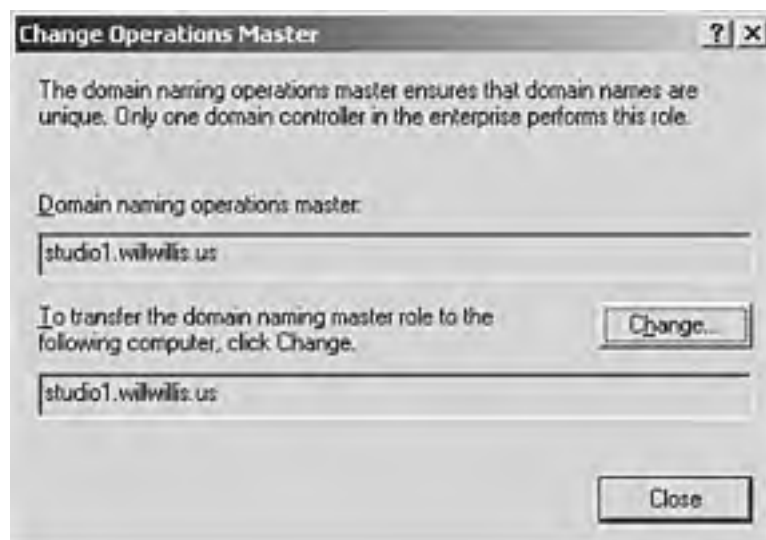 Change Operations Master
The domain naming operations master ensures that domain names are
unique. Only one domain controller in the enterprise performs this role.
Domain naming operations master:
studio1.willwillis.us
To transfer the domain naming master role to the
following computer, click Change.
Change...
studio1.willwillis.us
Close